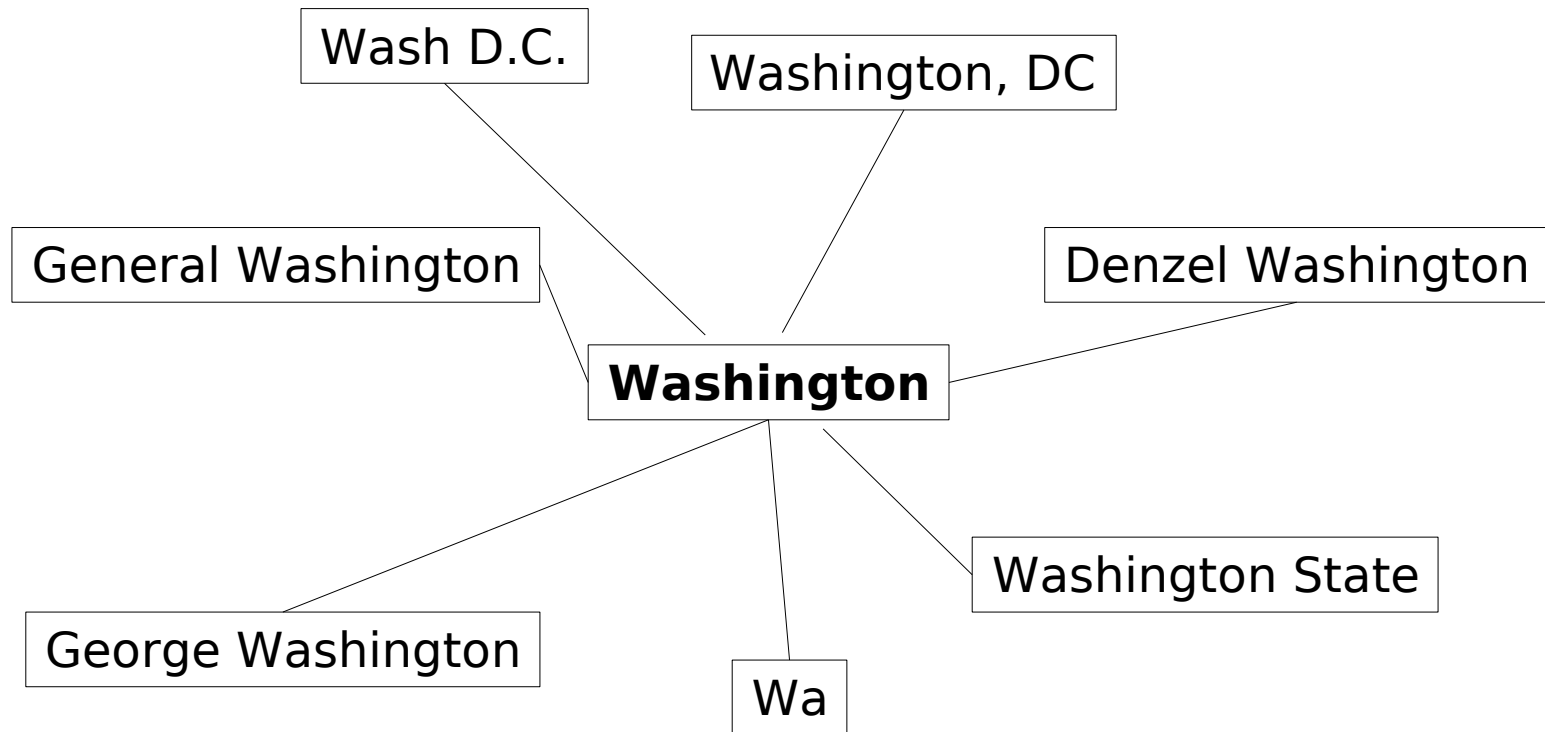 Wash D.C.
Washington, DC
General Washington
Denzel Washington
Washington
Washington State
George Washington
Wa